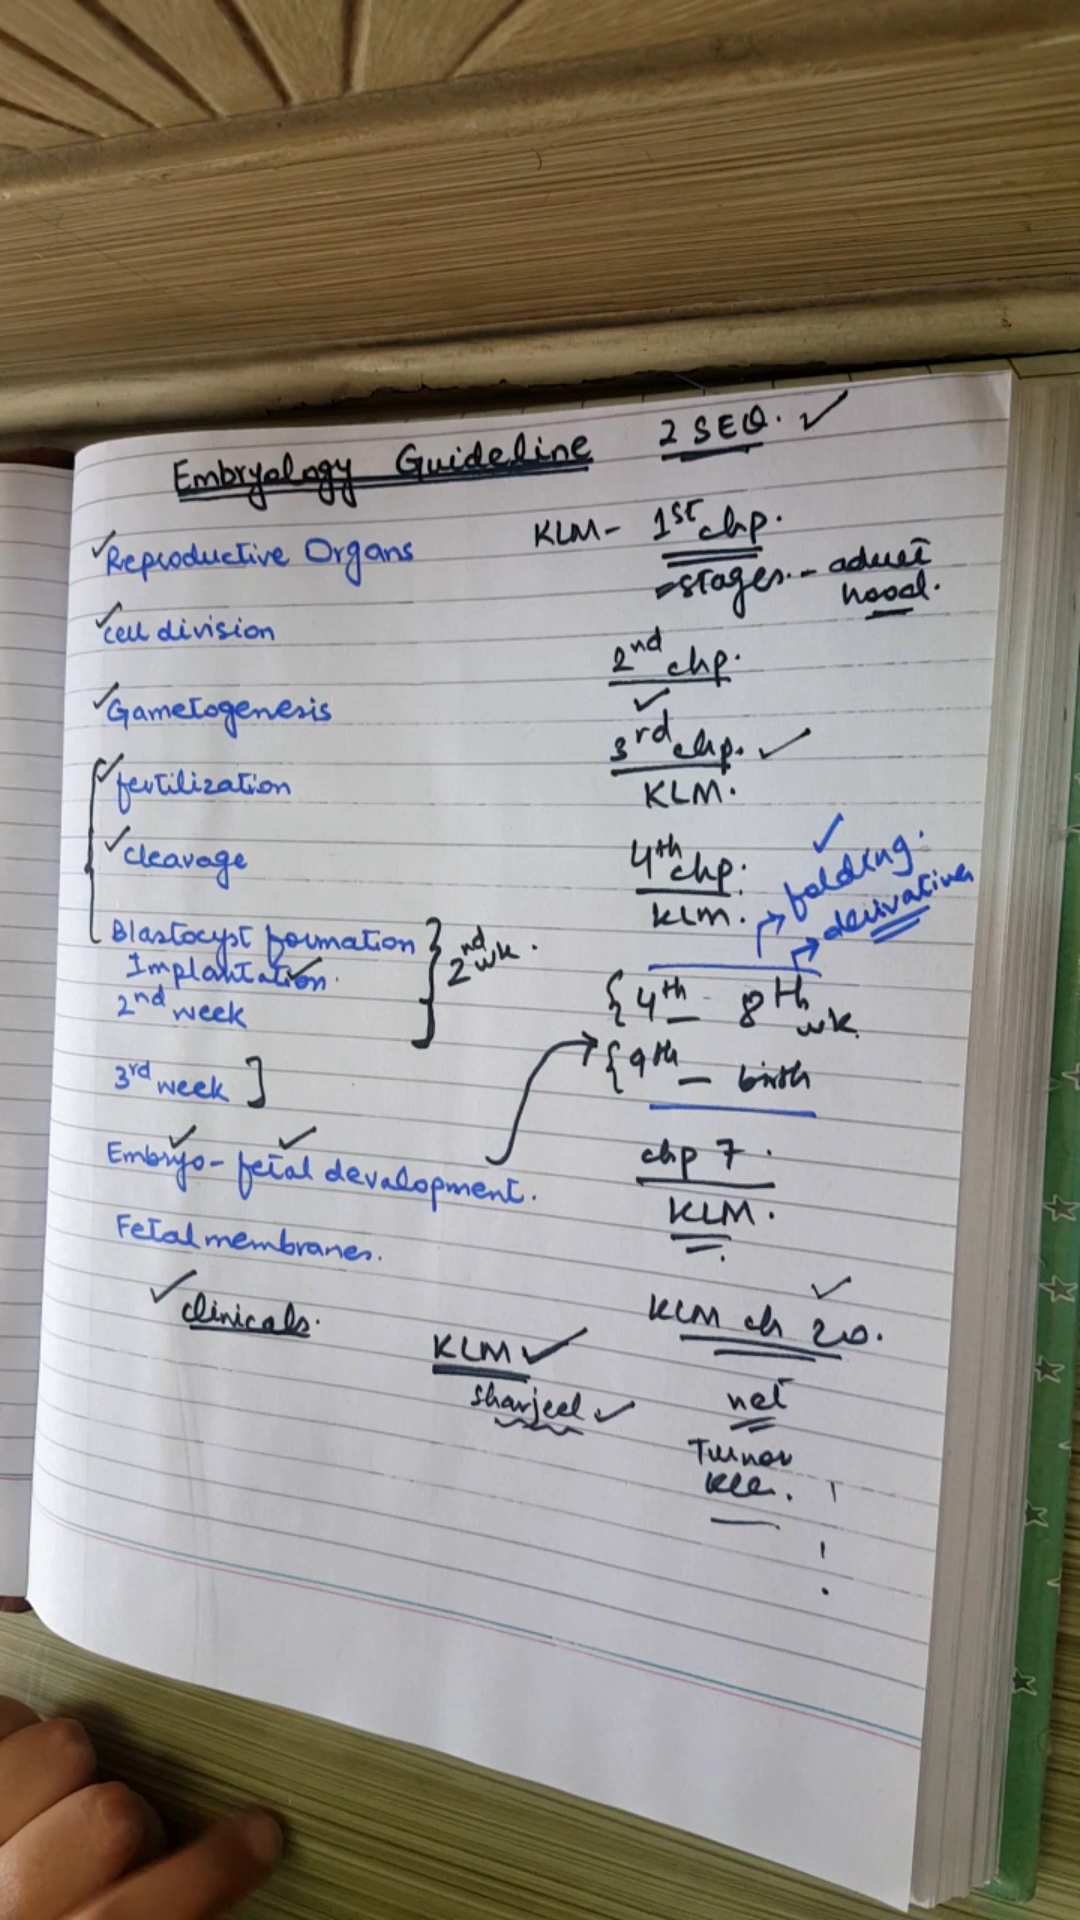 Embryology Guideline 2 SEQ. ✓
✓Reproductive Organs
KLM - 1st chp.
stages. - adult
hood.
✓cell division
2nd chp.
✓Gametogenesis
✓
3rd chp. ✓
KLM.
✓fertilization
✓cleavage
4th chp.
KLM.
✓
folding.
derivatives
Blastocyst formation
Implantation ✓
2nd week
2nd wk.
{4th - 8th wk.
{9th - birth
3rd week ]
Embryo - fetal devalopment.
chp 7.
KLM.
Fetal membranes.
✓clinicals.
KLM ch 20. ✓
KLM ✓
sharjeel ✓
net
Turner
!